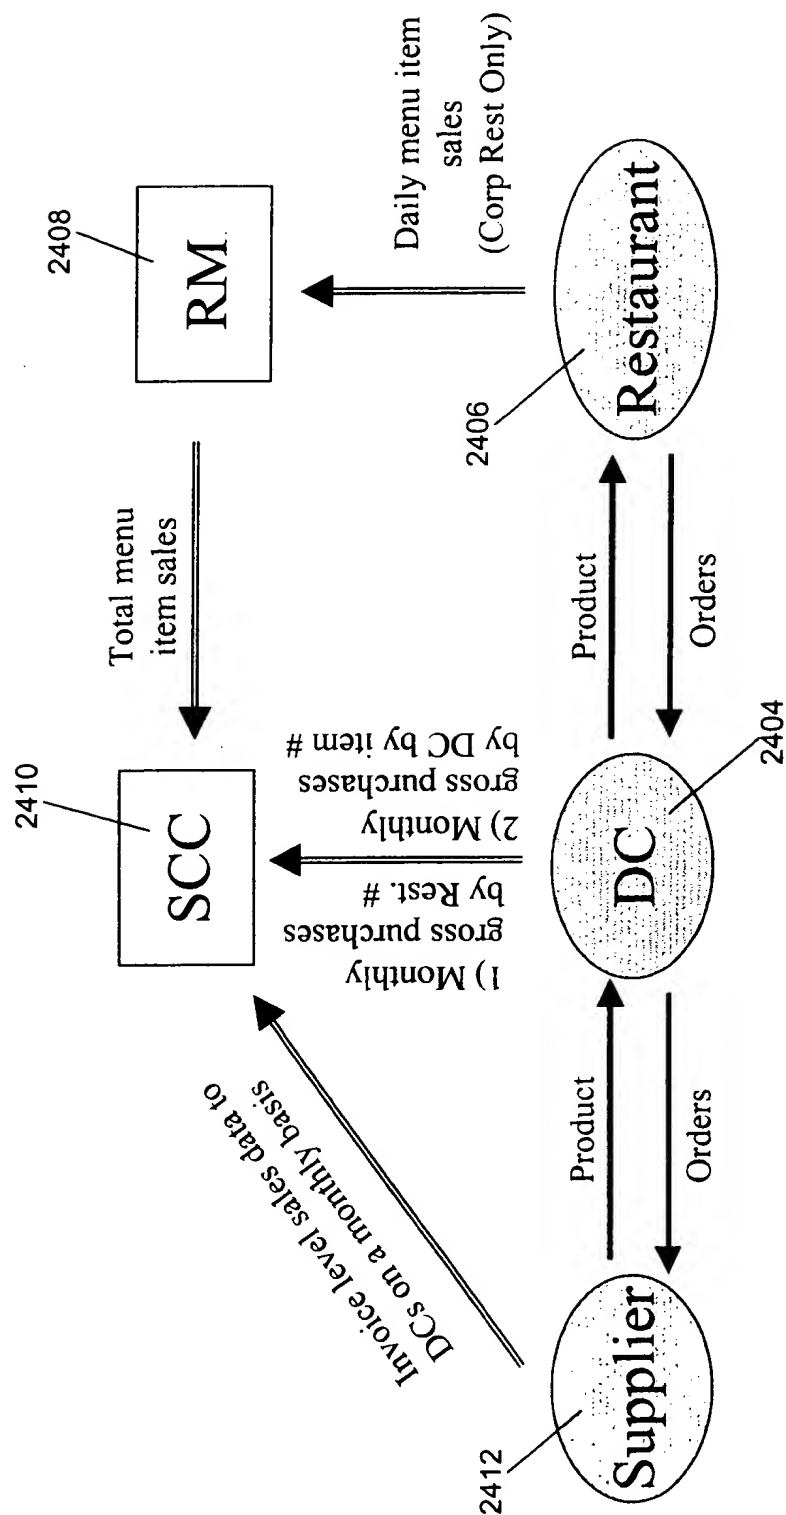 2410
SCC
2408
RM
Total menu
item sales
Invoice level sales data to
DCs on a monthly basis
1) Monthly
gross purchases
by Rest. #
2) Monthly
gross purchases
by DC by item #
Daily menu item
sales
(Corp Rest Only)
2412
Supplier
Product
Orders
DC
2404
Product
Orders
2406
Restaurant